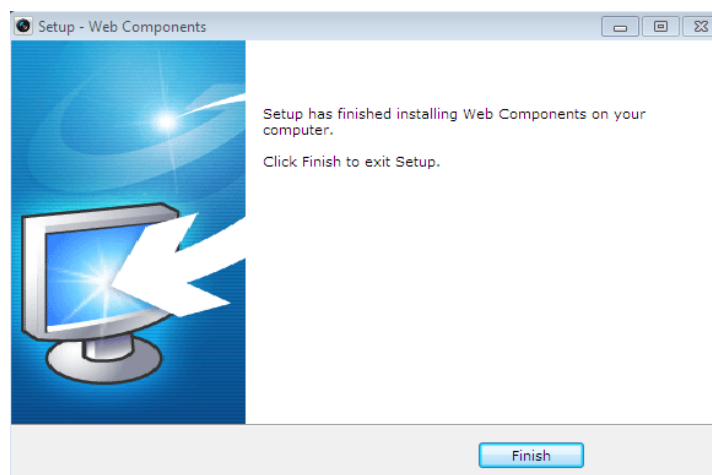 Setup - Web Components
Setup has finished installing Web Components on your
computer.
Click Finish to exit Setup.
Finish